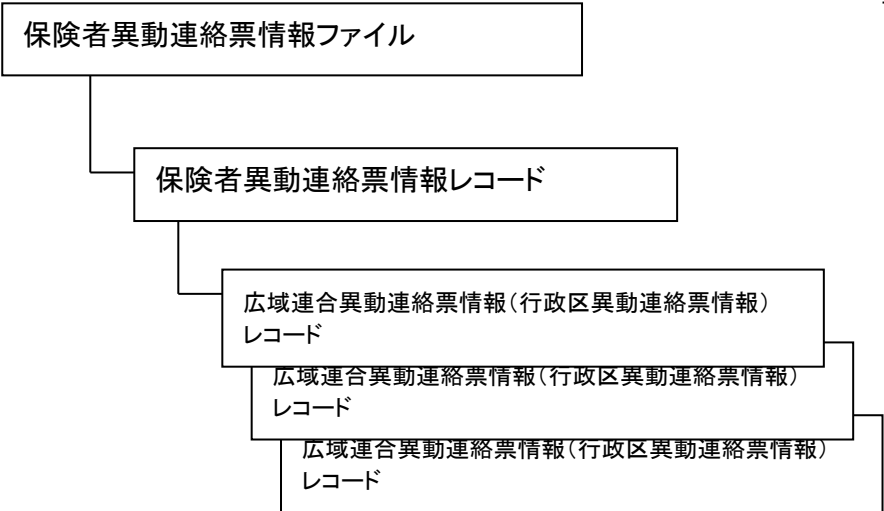 保険者異動連絡票情報ファイル
保険者異動連絡票情報レコード
広域連合異動連絡票情報（行政区異動連絡票情報）
レコード
広域連合異動連絡票情報（行政区異動連絡票情報）
レコード
広域連合異動連絡票情報（行政区異動連絡票情報）
レコード